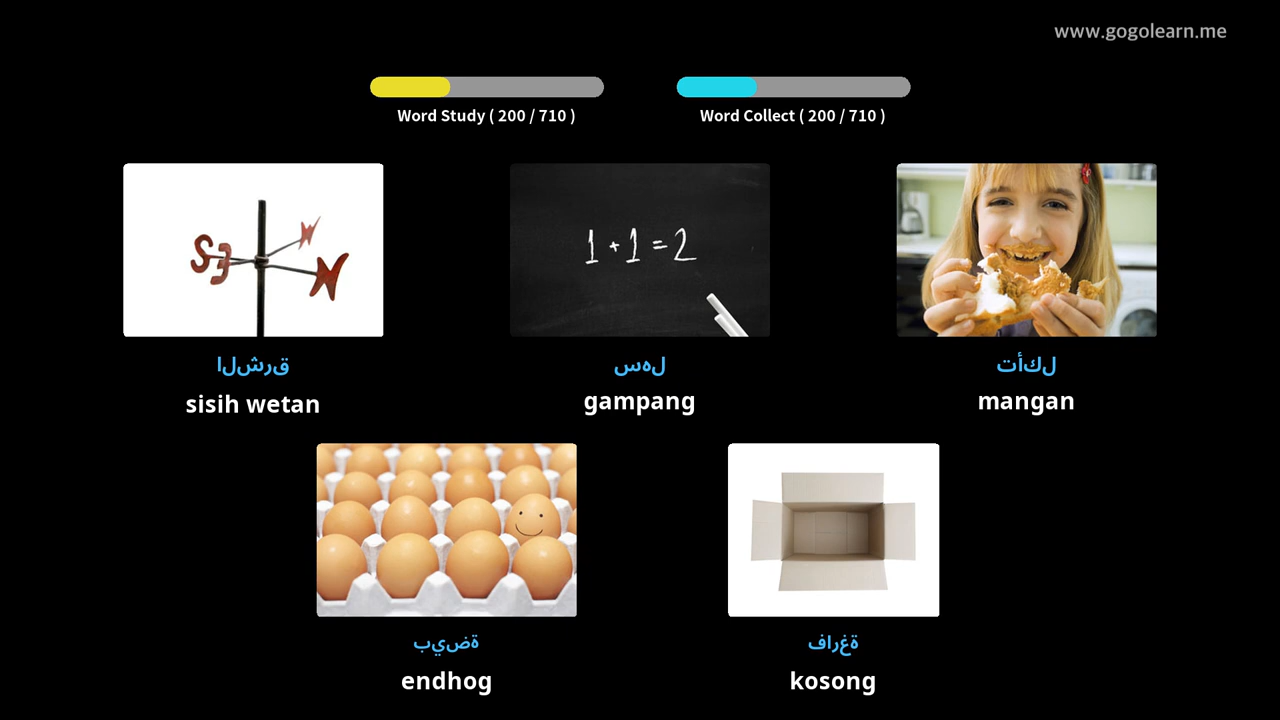 www.gogolearn.me
Word Study ( 200 / 710 )
Word Collect ( 200 / 710 )
S E N W
1 + 1 = 2
الشرق
سهل
تأكل
sisih wetan
gampang
mangan
بيضة
فارغة
endhog
kosong